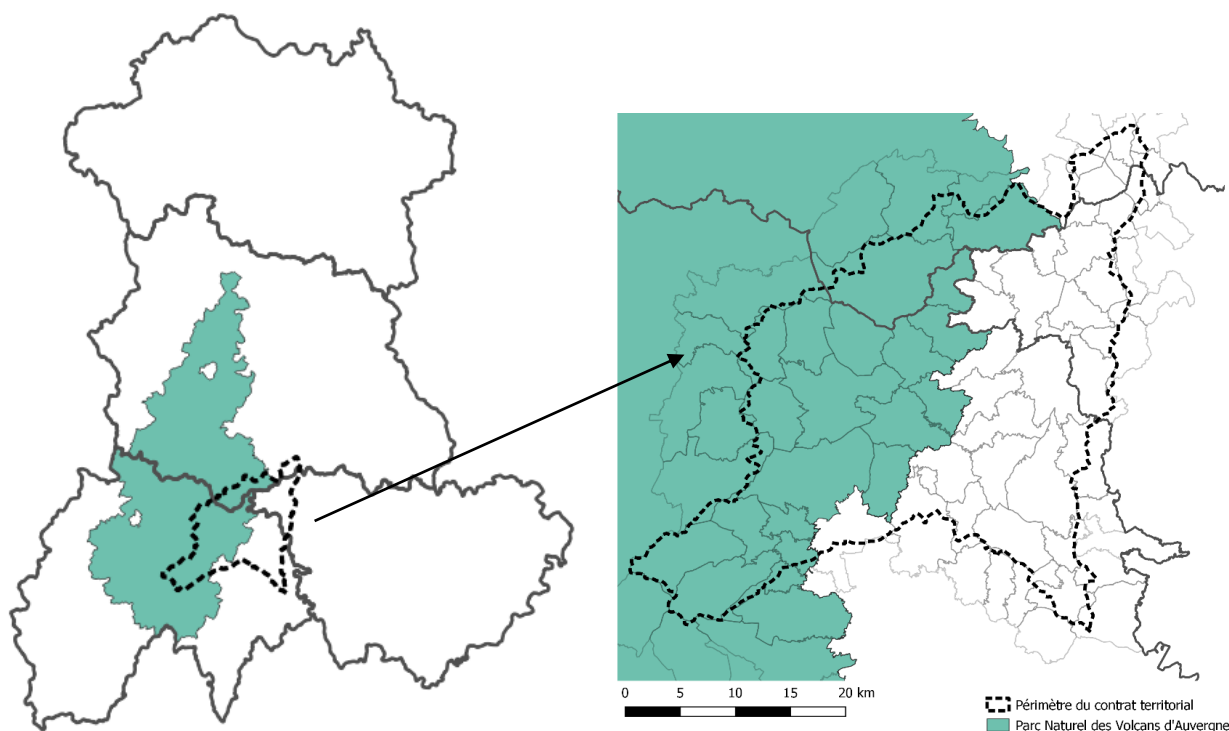 0 5 10 15 20 km
Périmètre du contrat territorial
Parc Naturel des Volcans d'Auvergne